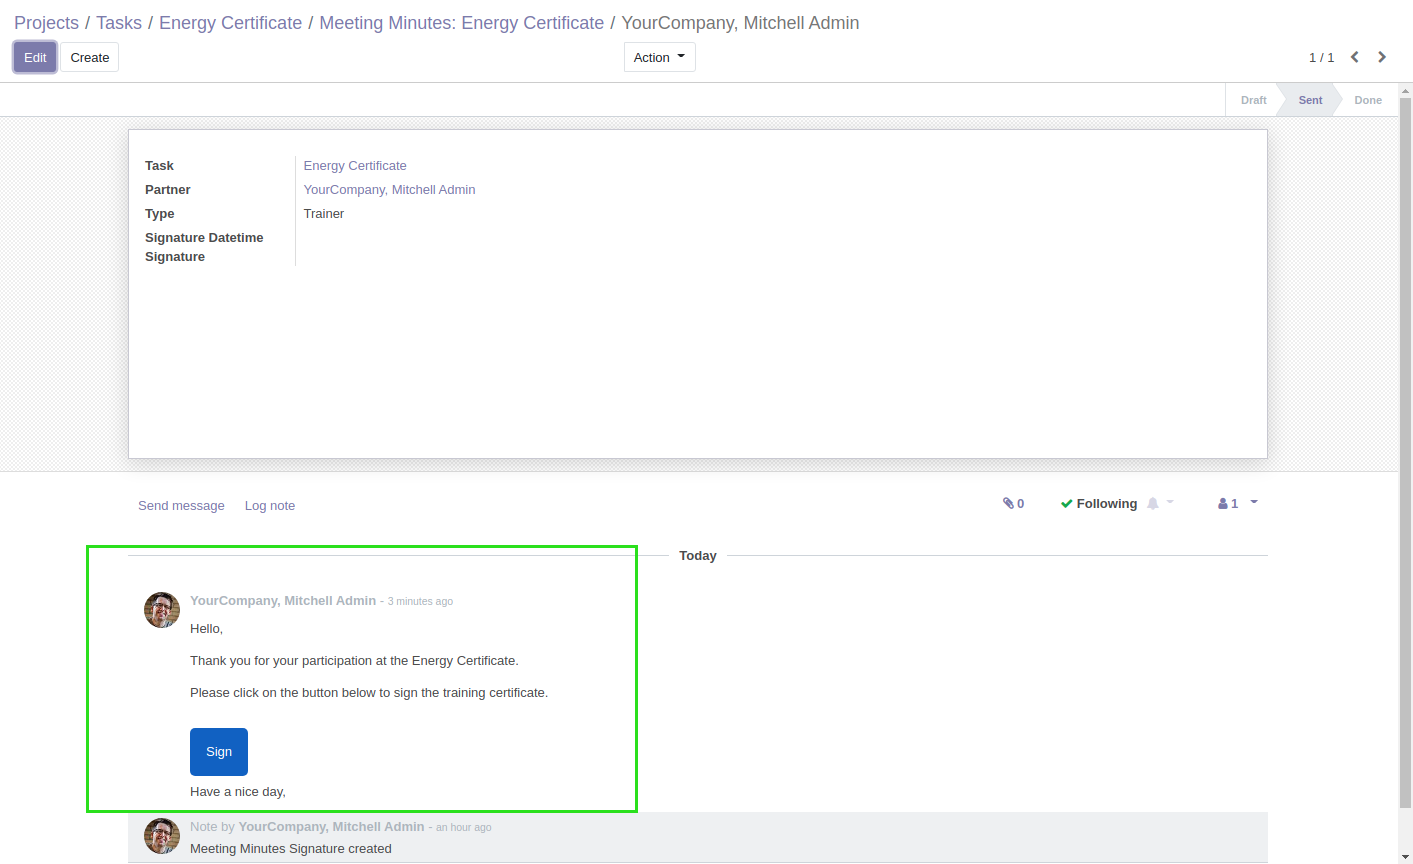 Projects / Tasks / Energy Certificate / Meeting Minutes: Energy Certificate / YourCompany, Mitchell Admin
Edit Create Action 1 / 1
Draft Sent Done
Task Energy Certificate
Partner YourCompany, Mitchell Admin
Type Trainer
Signature Datetime
Signature
Send message Log note 0 Following 1
Today
YourCompany, Mitchell Admin - 3 minutes ago
Hello,
Thank you for your participation at the Energy Certificate.
Please click on the button below to sign the training certificate.
Sign
Have a nice day,
Note by YourCompany, Mitchell Admin - an hour ago
Meeting Minutes Signature created